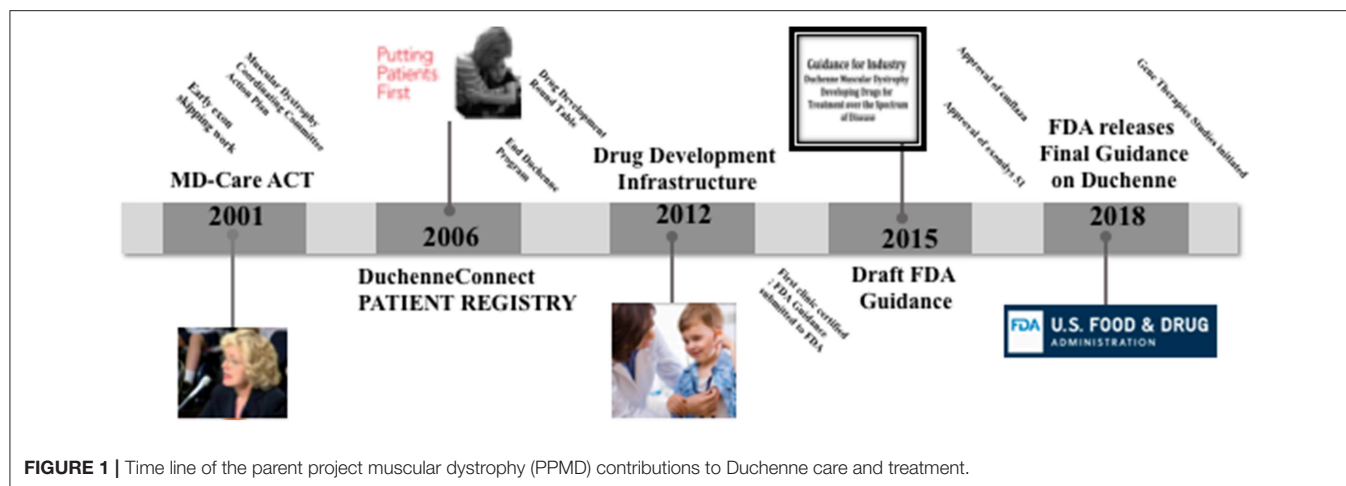 Early exon
skipping work
Muscular Dystrophy
Coordinating Committee
Action Plan
MD-Care ACT
2001
Putting
Patients
First
2006
DuchenneConnect
PATIENT REGISTRY
End Duchenne
Program
Drug Development
Round Table
Drug Development
Infrastructure
2012
First clinic certified
; FDA Guidance
submitted to FDA
Guidance for Industry
Duchenne Muscular Dystrophy
Developing Drugs for
Treatment over the Spectrum
of Disease
2015
Draft FDA
Guidance
Approval of exondys 51
Approval of emflaza
FDA releases
Final Guidance
on Duchenne
2018
FDA U.S. FOOD & DRUG
ADMINISTRATION
Gene Therapies Studies initiated
FIGURE 1 | Time line of the parent project muscular dystrophy (PPMD) contributions to Duchenne care and treatment.